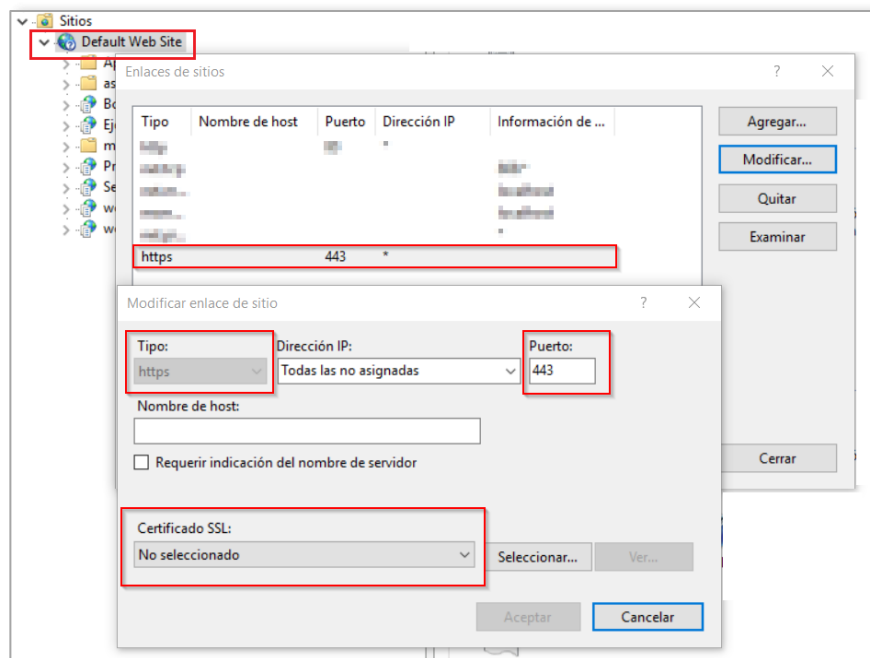 Sitios
Default Web Site
Enlaces de sitios
Tipo Nombre de host Puerto Dirección IP Información de ...
https 443 *
Agregar...
Modificar...
Quitar
Examinar
Cerrar
Modificar enlace de sitio
Tipo: Dirección IP: Puerto:
https Todas las no asignadas 443
Nombre de host:
Requerir indicación del nombre de servidor
Certificado SSL:
No seleccionado Seleccionar... Ver...
Aceptar Cancelar